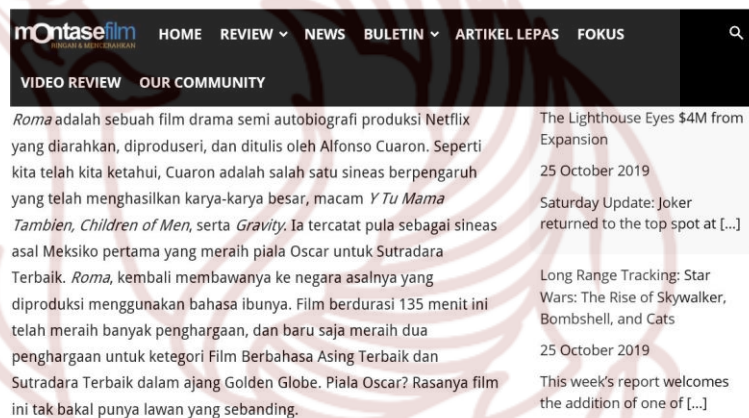 mOntasefilm
RINGAN & MENCERAHKAN
HOME REVIEW NEWS BULETIN ARTIKEL LEPAS FOKUS
VIDEO REVIEW OUR COMMUNITY
Roma adalah sebuah film drama semi autobiografi produksi Netflix
yang diarahkan, diproduseri, dan ditulis oleh Alfonso Cuaron. Seperti
kita telah kita ketahui, Cuaron adalah salah satu sineas berpengaruh
yang telah menghasilkan karya-karya besar, macam Y Tu Mama
Tambien, Children of Men, serta Gravity. Ia tercatat pula sebagai sineas
asal Meksiko pertama yang meraih piala Oscar untuk Sutradara
Terbaik. Roma, kembali membawanya ke negara asalnya yang
diproduksi menggunakan bahasa ibunya. Film berdurasi 135 menit ini
telah meraih banyak penghargaan, dan baru saja meraih dua
penghargaan untuk ketegori Film Berbahasa Asing Terbaik dan
Sutradara Terbaik dalam ajang Golden Globe. Piala Oscar? Rasanya film
ini tak bakal punya lawan yang sebanding.
The Lighthouse Eyes $4M from
Expansion
25 October 2019
Saturday Update: Joker
returned to the top spot at [...]
Long Range Tracking: Star
Wars: The Rise of Skywalker,
Bombshell, and Cats
25 October 2019
This week's report welcomes
the addition of one of [...]